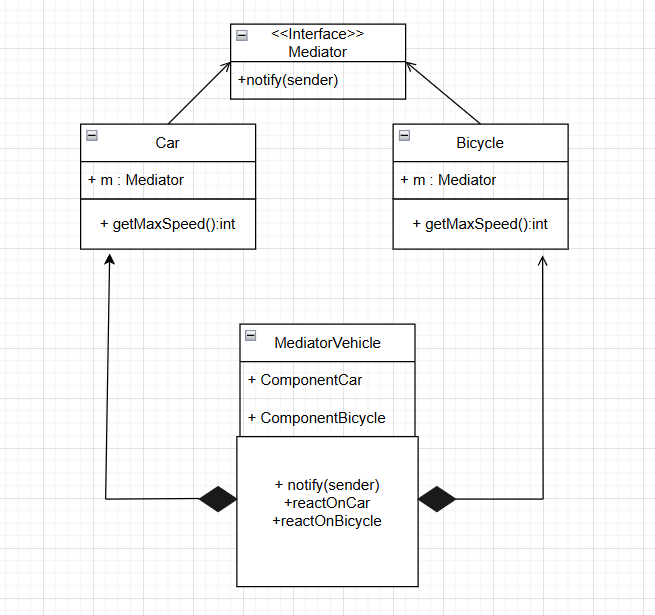 <<Interface>>
Mediator
+notify(sender)
Car
+ m : Mediator
+ getMaxSpeed():int
Bicycle
+ m : Mediator
+ getMaxSpeed():int
MediatorVehicle
+ ComponentCar
+ ComponentBicycle
+ notify(sender)
+reactOnCar
+reactOnBicycle